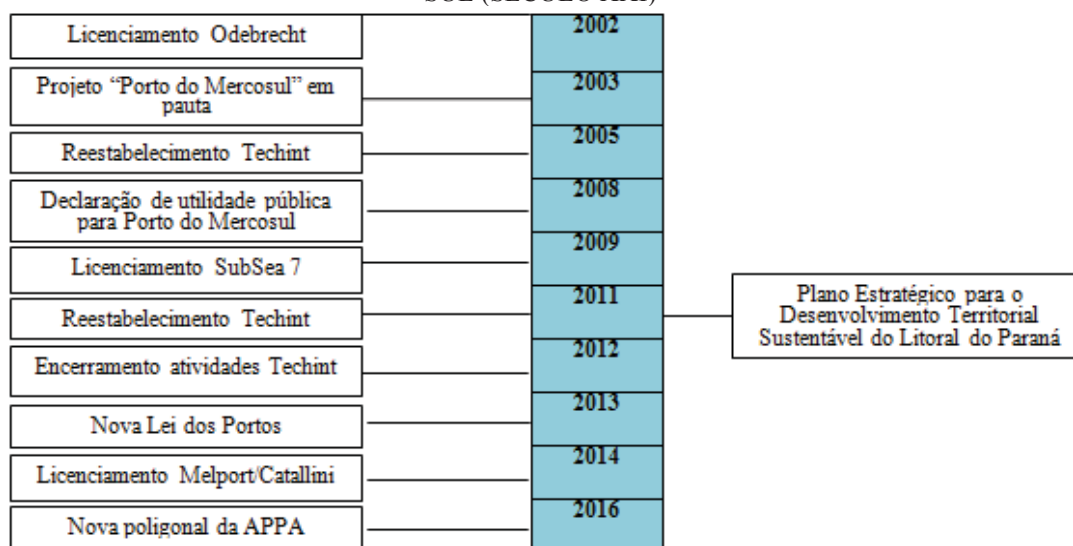 Licenciamento Odebrecht
2002
Projeto “Porto do Mercosul” em
pauta
2003
Reestabelecimento Techint
2005
Declaração de utilidade pública
para Porto do Mercosul
2008
Licenciamento SubSea 7
2009
Reestabelecimento Techint
2011
Plano Estratégico para o
Desenvolvimento Territorial
Sustentável do Litoral do Paraná
Encerramento atividades Techint
2012
Nova Lei dos Portos
2013
Licenciamento Melport/Catallini
2014
Nova poligonal da APPA
2016